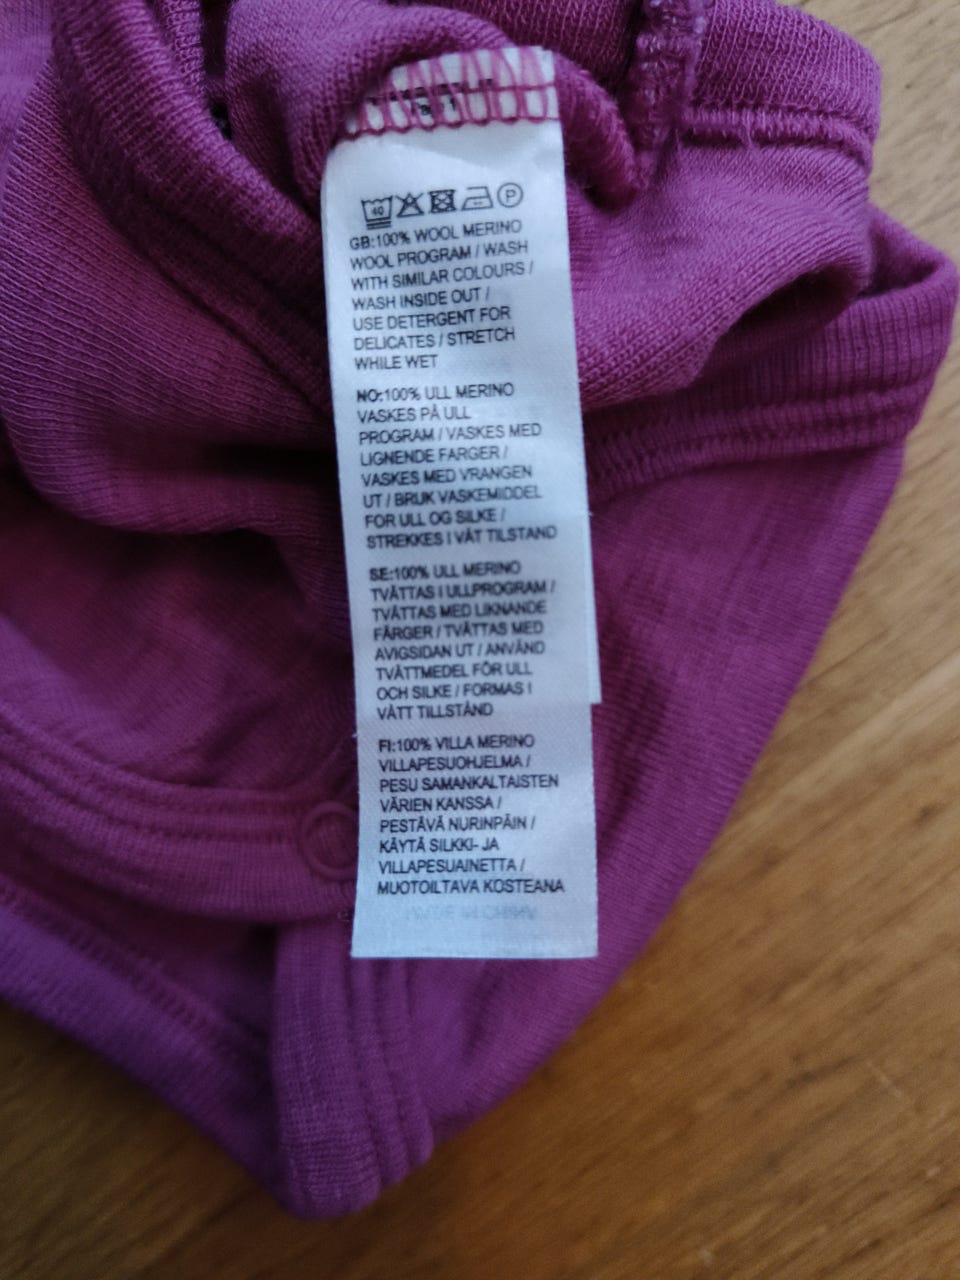 40 P
GB:100% WOOL MERINO
WOOL PROGRAM / WASH
WITH SIMILAR COLOURS /
WASH INSIDE OUT /
USE DETERGENT FOR
DELICATES / STRETCH
WHILE WET
NO:100% ULL MERINO
VASKES PÅ ULL
PROGRAM / VASKES MED
LIGNENDE FARGER /
VASKES MED VRANGEN
UT / BRUK VASKEMIDDEL
FOR ULL OG SILKE /
STREKKES I VÅT TILSTAND
SE:100% ULL MERINO
TVÄTTAS I ULLPROGRAM /
TVÄTTAS MED LIKNANDE
FÄRGER / TVÄTTAS MED
AVIGSIDAN UT / ANVÄND
TVÄTTMEDEL FÖR ULL
OCH SILKE / FORMAS I
VÅTT TILLSTÅND
FI:100% VILLA MERINO
VILLAPESUOHJELMA /
PESU SAMANKALTAISTEN
VÄRIEN KANSSA /
PESTÄVÄ NURINPÄIN /
KÄYTÄ SILKKI- JA
VILLAPESUAINETTA /
MUOTOILTAVA KOSTEANA